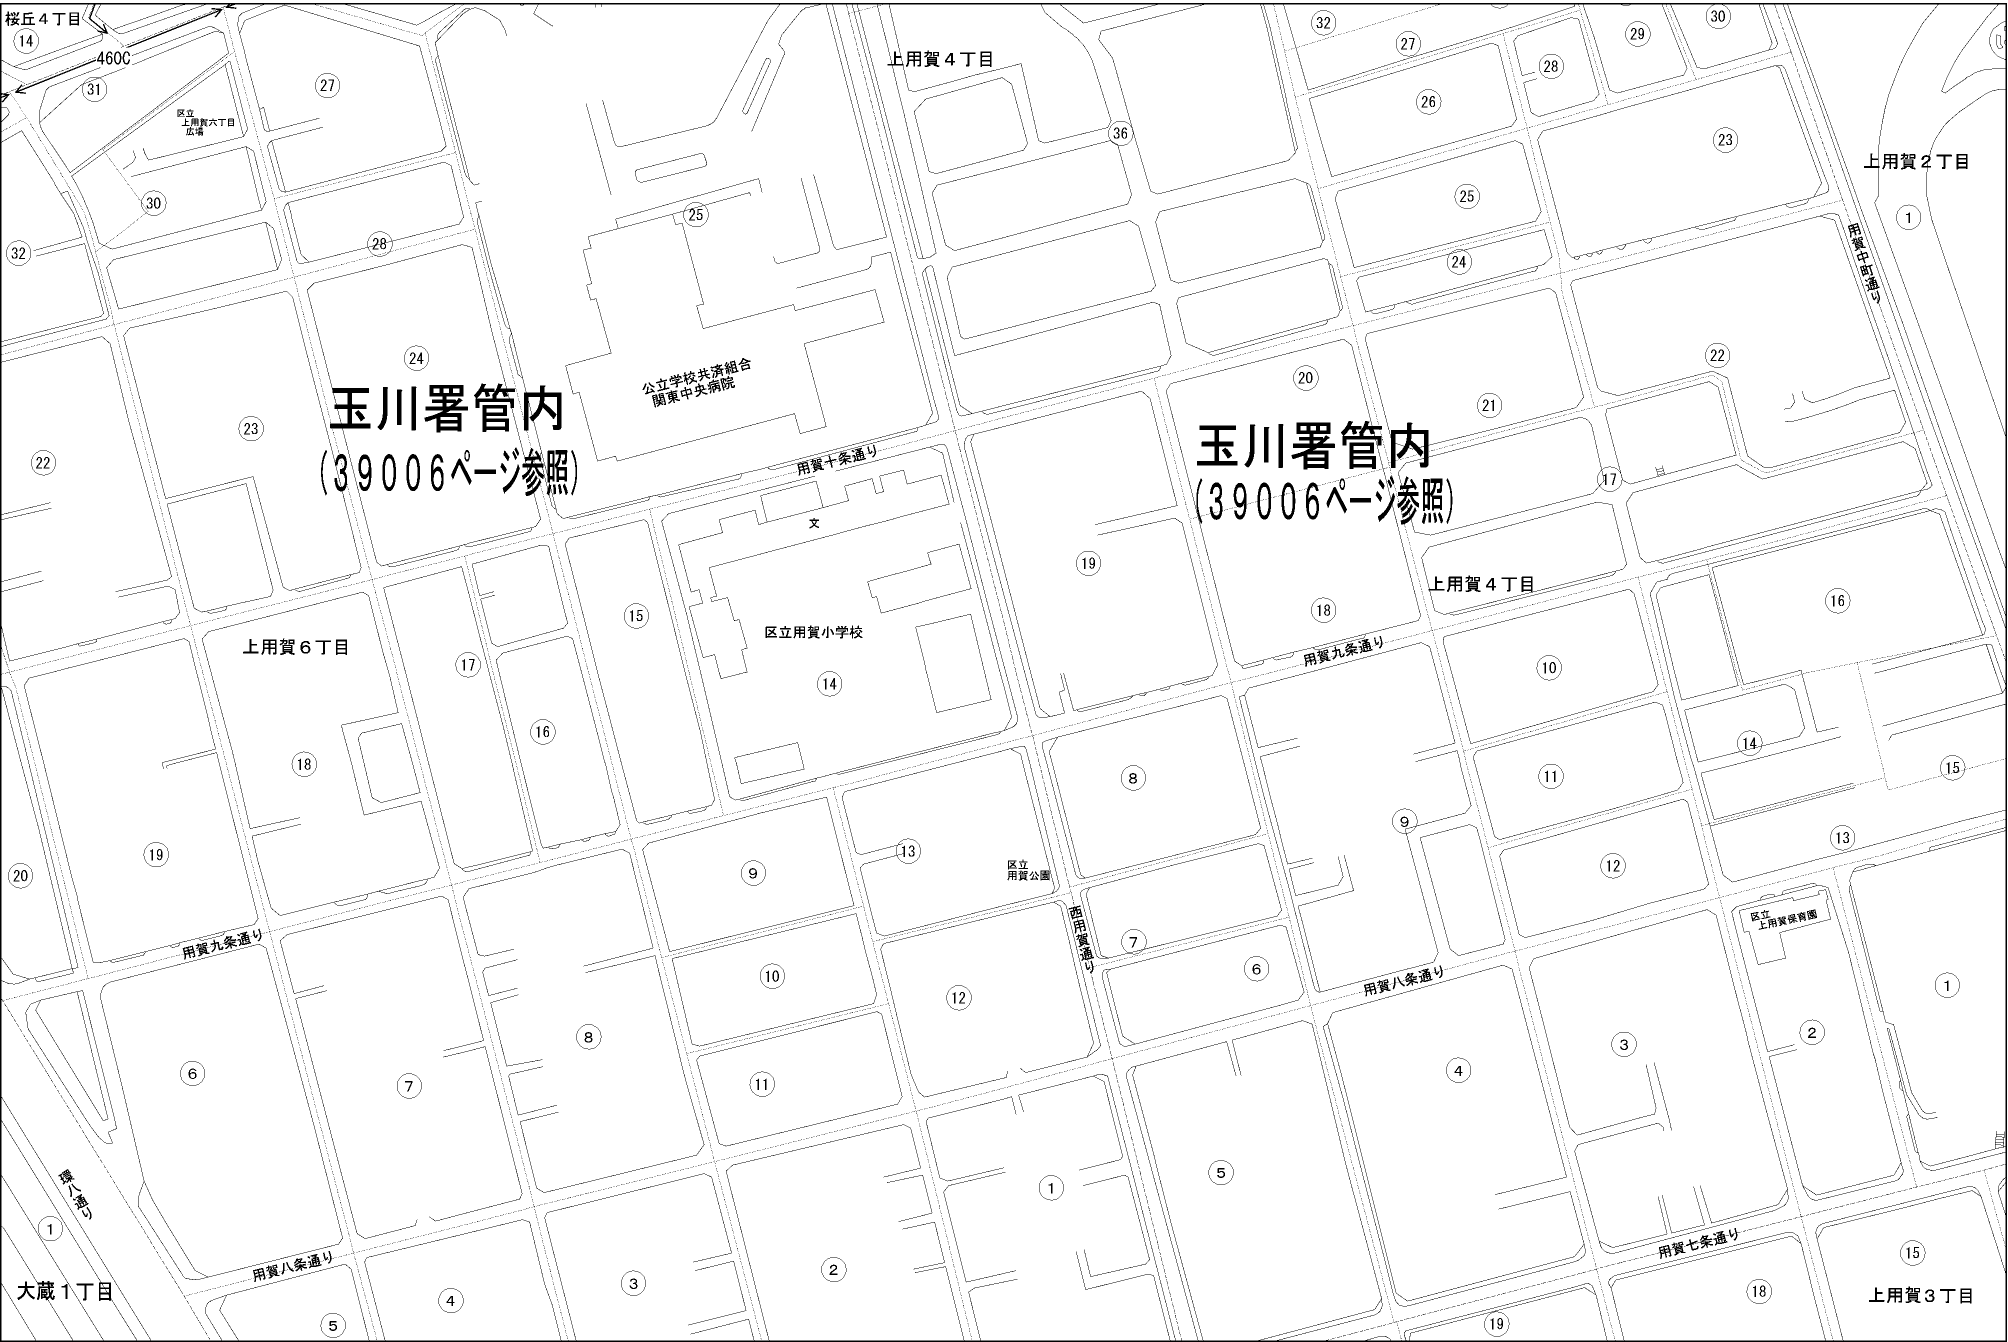 桜丘４丁目
14
460C
31
区立
上用賀六丁目
広場
27
30
32
28
上用賀４丁目
25
36
32
27
28
29
30
26
23
25
24
上用賀２丁目
1
用賀中町通り
22
23
24
玉川署管内
(３９００６ページ参照)
公立学校共済組合
関東中央病院
用賀十条通り
20
21
22
玉川署管内
(３９００６ページ参照)
17
上用賀４丁目
16
文
19
18
用賀九条通り
15
区立用賀小学校
14
上用賀６丁目
17
16
18
19
20
10
11
14
15
8
9
12
13
9
13
区立
用賀公園
西用賀通り
7
6
用賀九条通り
用賀八条通り
区立
上用賀保育園
1
10
12
11
6
7
8
4
3
2
環八通り
1
大蔵１丁目
用賀八条通り
5
4
3
2
1
5
用賀七条通り
15
18
19
上用賀３丁目